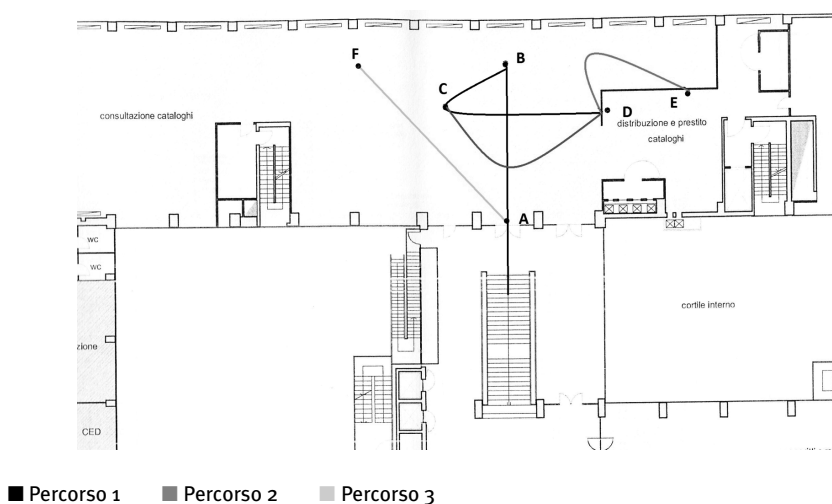 F
B
C
D
E
consultazione cataloghi
distribuzione e prestito
cataloghi
A
wc
wc
cortile interno
zione
CED
Percorso 1
Percorso 2
Percorso 3